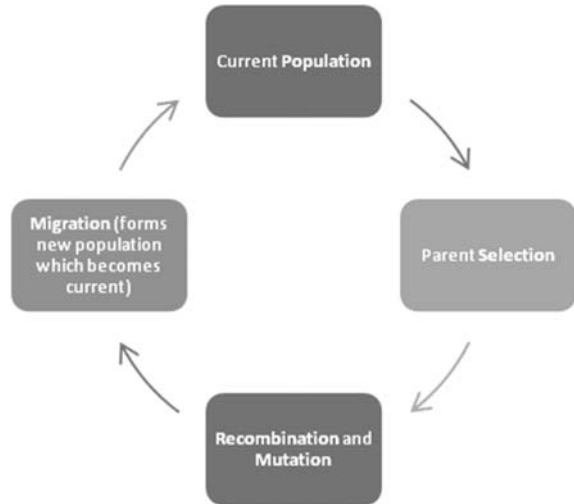 Current Population
Parent Selection
Recombination and
Mutation
Migration (forms
new population
which becomes
current)